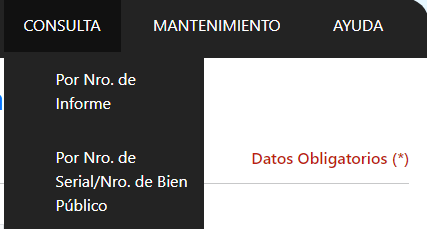 CONSULTA MANTENIMIENTO AYUDA
Por Nro. de
Informe
Por Nro. de
Serial/Nro. de Bien
Público
Datos Obligatorios (*)